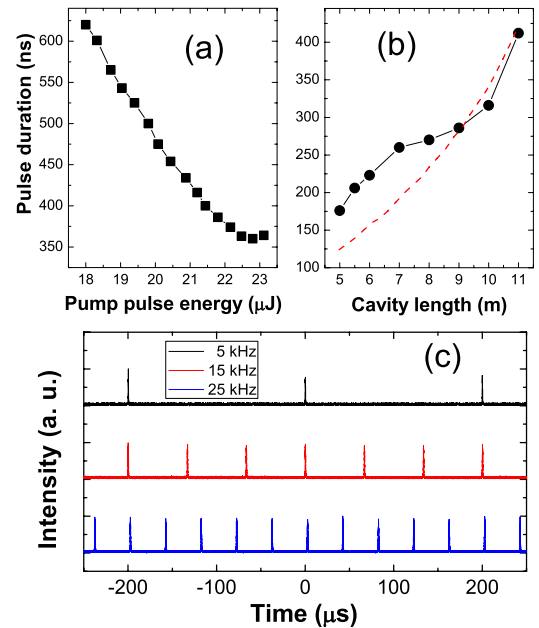 (a)
Pulse duration (ns)
600
550
500
450
400
350
18 19 20 21 22 23
Pump pulse energy (μJ)
(b)
400
350
300
250
200
150
100
5 6 7 8 9 10 11
Cavity length (m)
(c)
5 kHz
15 kHz
25 kHz
Intensity (a. u.)
-200 -100 0 100 200
Time (μs)